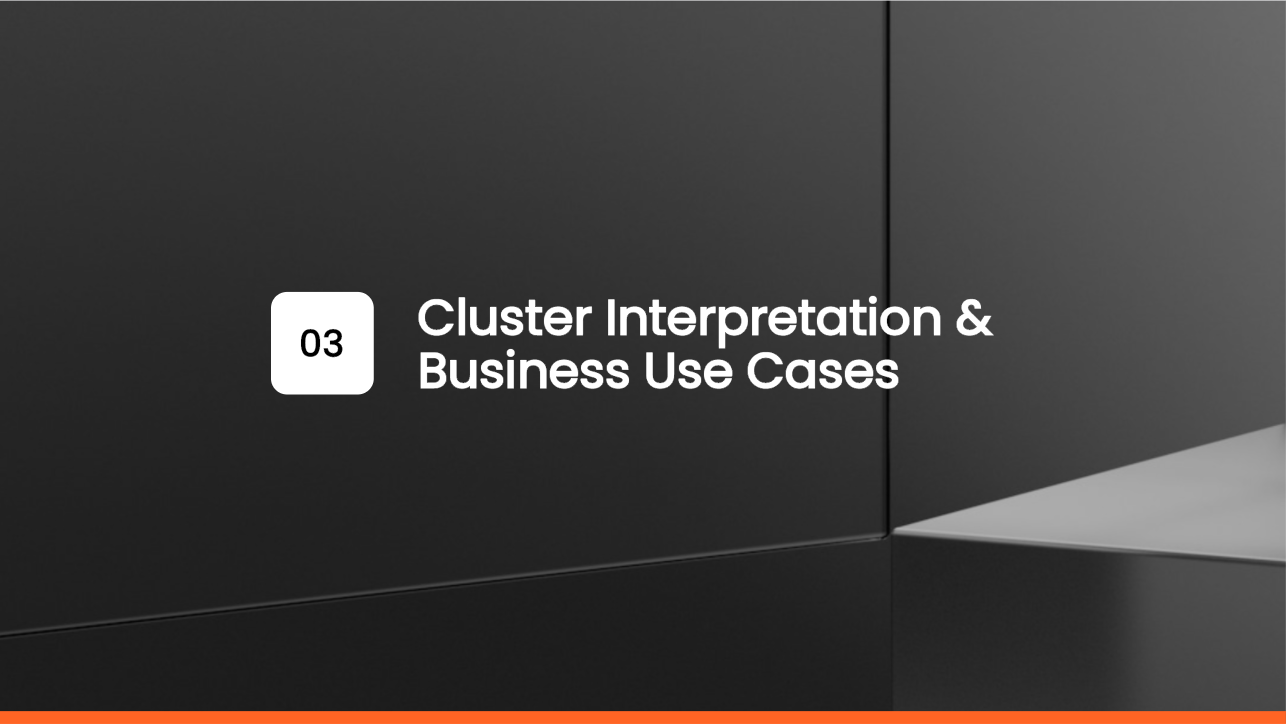 03
Cluster Interpretation &
Business Use Cases